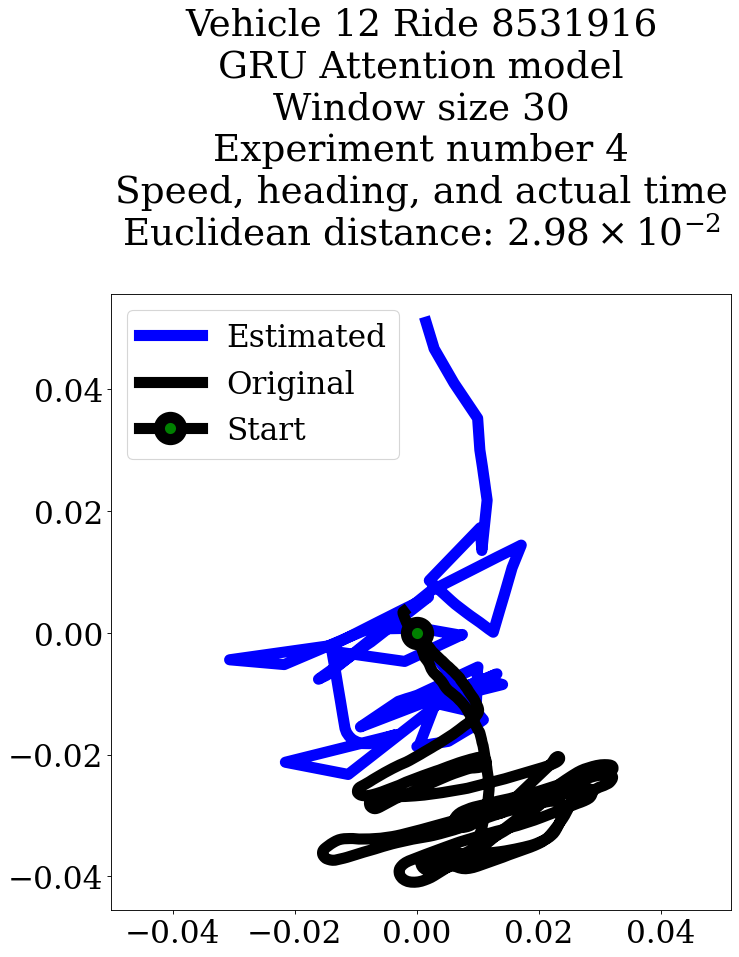 Vehicle 12 Ride 8531916
GRU Attention model
Window size 30
Experiment number 4
Speed, heading, and actual time
Euclidean distance: 2.98 × 10⁻²
Estimated
Original
Start
0.04
0.02
0.00
−0.02
−0.04
−0.04 −0.02 0.00 0.02 0.04